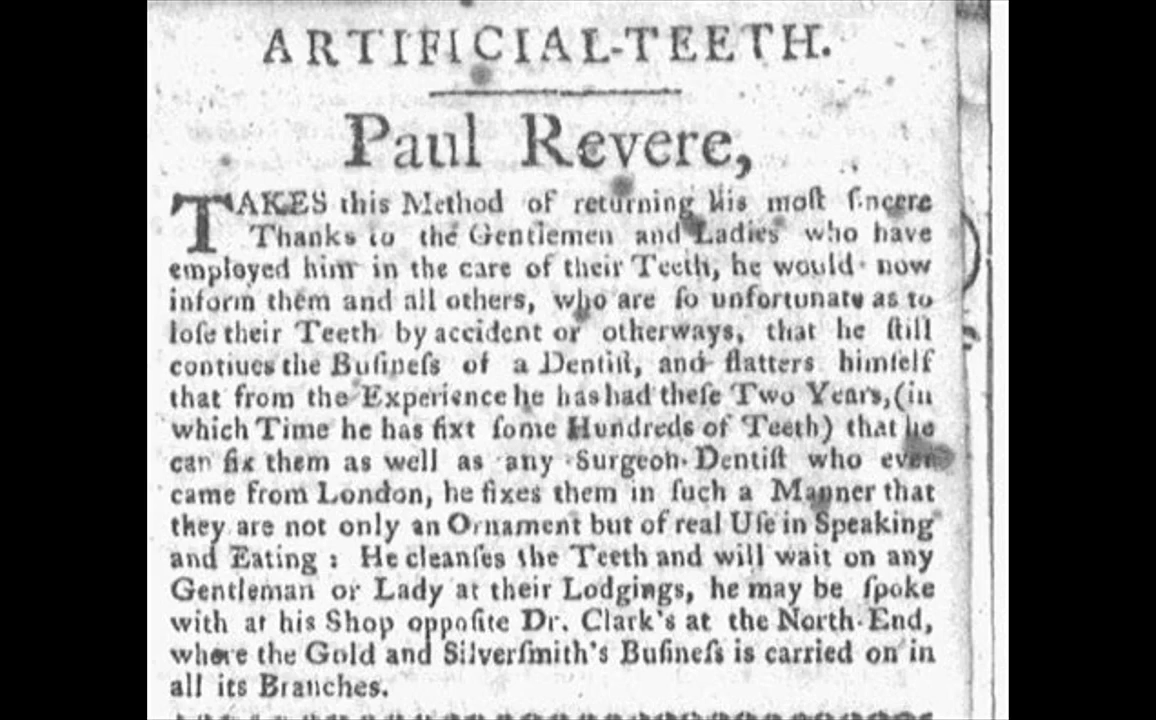 ARTIFICIAL-TEETH.
Paul Revere,
TAKES this Method of returning his moſt ſincere
Thanks to the Gentlemen and Ladies who have
employed him in the care of their Teeth, he would now
inform them and all others, who are ſo unfortunate as to
loſe their Teeth by accident or otherways, that he ſtill
contiues the Buſineſs of a Dentiſt, and flatters himſelf
that from the Experience he has had theſe Two Years, (in
which Time he has fixt ſome Hundreds of Teeth) that he
can fix them as well as any Surgeon-Dentiſt who ever
came from London, he fixes them in ſuch a Manner that
they are not only an Ornament but of real Uſe in Speaking
and Eating : He cleanſes the Teeth and will wait on any
Gentleman or Lady at their Lodgings, he may be ſpoke
with at his Shop oppoſite Dr. Clark's at the North-End,
where the Gold and Silverſmith's Buſineſs is carried on in
all its Branches.